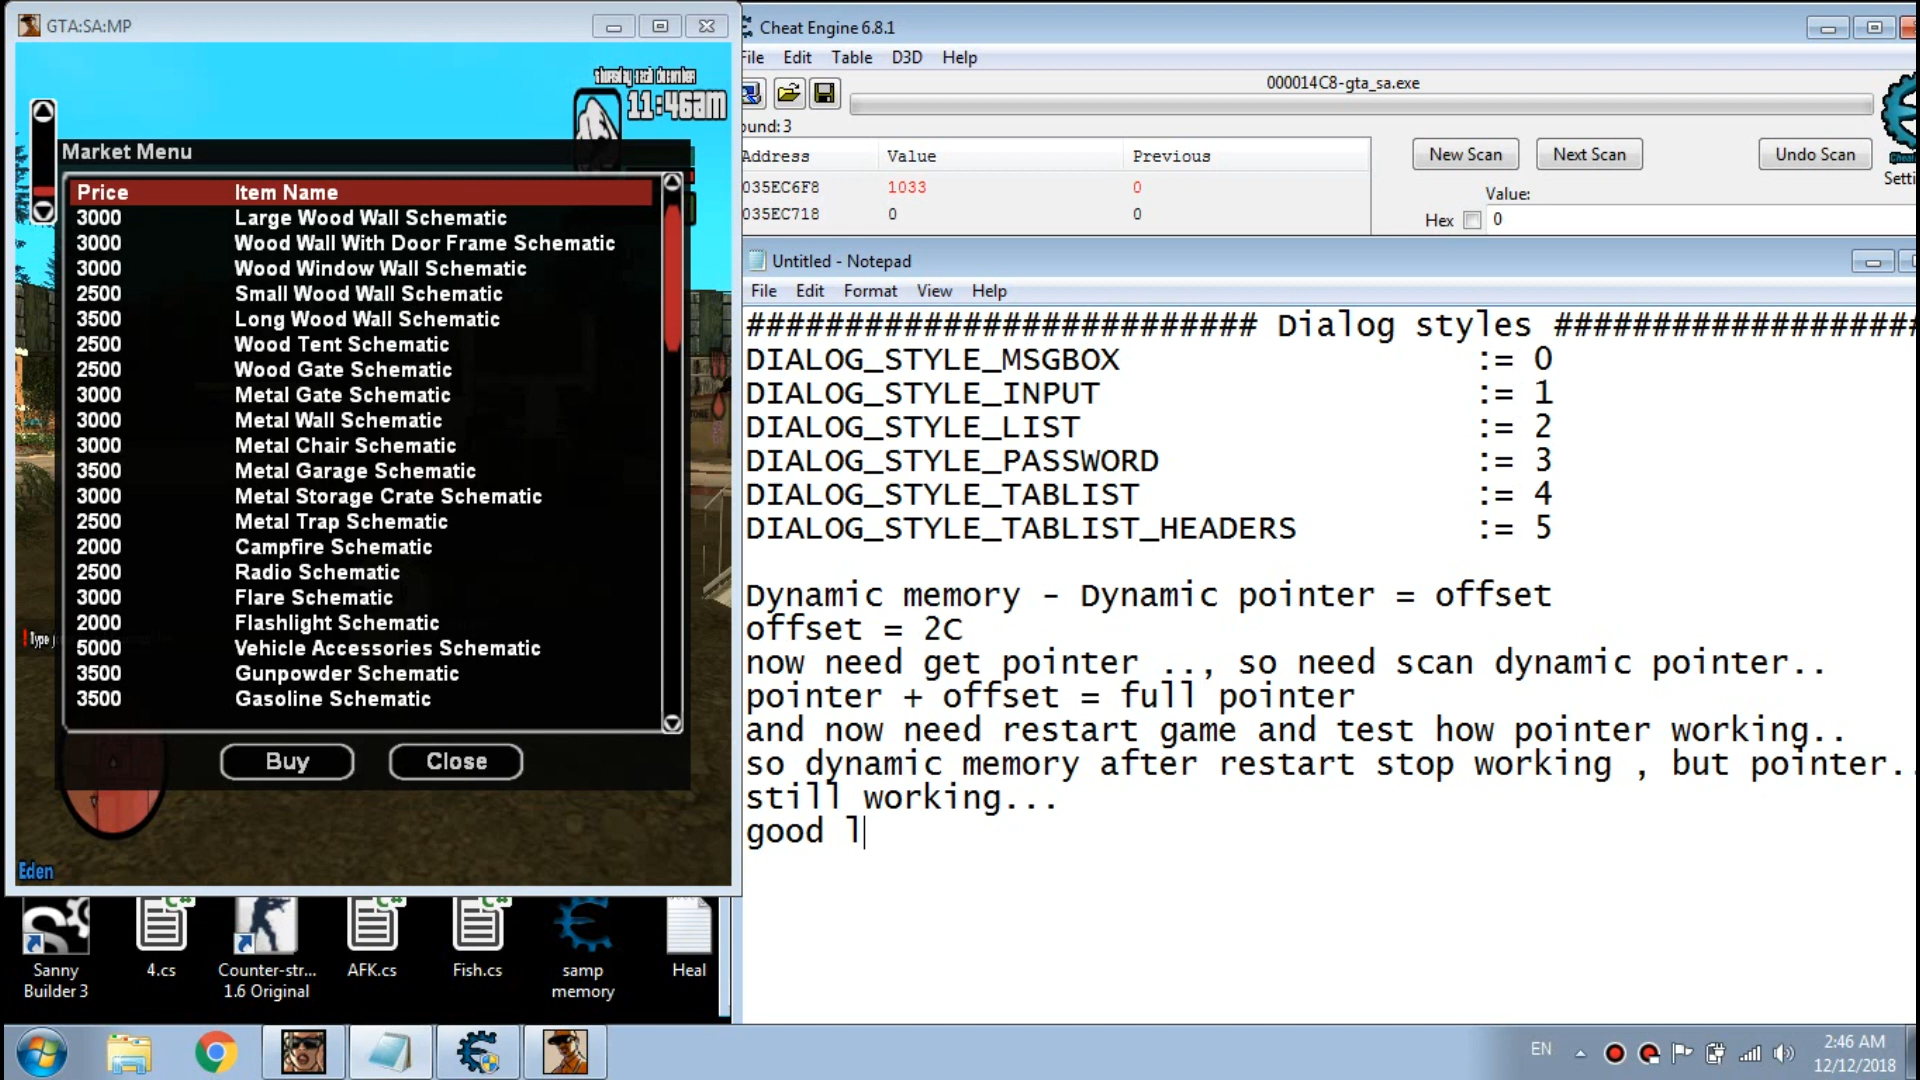 GTA:SA:MP
11:46am
Market Menu
Price Item Name
3000 Large Wood Wall Schematic
3000 Wood Wall With Door Frame Schematic
3000 Wood Window Wall Schematic
2500 Small Wood Wall Schematic
3500 Long Wood Wall Schematic
2500 Wood Tent Schematic
2500 Wood Gate Schematic
3000 Metal Gate Schematic
3000 Metal Wall Schematic
3000 Metal Chair Schematic
3500 Metal Garage Schematic
3000 Metal Storage Crate Schematic
2500 Metal Trap Schematic
2000 Campfire Schematic
2500 Radio Schematic
3000 Flare Schematic
2000 Flashlight Schematic
5000 Vehicle Accessories Schematic
3500 Gunpowder Schematic
3500 Gasoline Schematic
Buy Close
! Type
Eden
Cheat Engine 6.8.1
File Edit Table D3D Help
000014C8-gta_sa.exe
ound:3
Address Value Previous
035EC6F8 1033 0
035EC718 0 0
New Scan Next Scan Undo Scan
Setti
Value:
Hex 0
Untitled - Notepad
File Edit Format View Help
########################## Dialog styles ###################
DIALOG_STYLE_MSGBOX := 0
DIALOG_STYLE_INPUT := 1
DIALOG_STYLE_LIST := 2
DIALOG_STYLE_PASSWORD := 3
DIALOG_STYLE_TABLIST := 4
DIALOG_STYLE_TABLIST_HEADERS := 5
Dynamic memory - Dynamic pointer = offset
offset = 2C
now need get pointer .., so need scan dynamic pointer..
pointer + offset = full pointer
and now need restart game and test how pointer working..
so dynamic memory after restart stop working , but pointer..
still working...
good l
Sanny
Builder 3
4.cs
Counter-str...
1.6 Original
AFK.cs
Fish.cs
samp
memory
Heal
EN
2:46 AM
12/12/2018